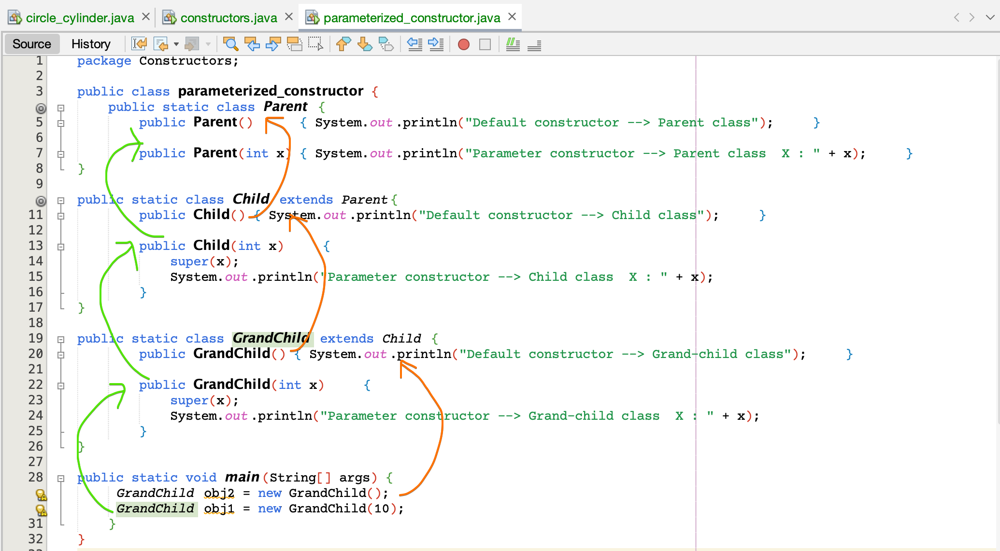 circle_cylinder.java constructors.java parameterized_constructor.java
Source History
1 package Constructors;
2
3 public class parameterized_constructor {
public static class Parent {
5 public Parent() { System.out.println("Default constructor --> Parent class"); }
6
7 public Parent(int x) { System.out.println("Parameter constructor --> Parent class X : " + x); }
8 }
9
public static class Child extends Parent{
11 public Child() { System.out.println("Default constructor --> Child class"); }
12
13 public Child(int x) {
14 super(x);
15 System.out.println("Parameter constructor --> Child class X : " + x);
16 }
17 }
18
19 public static class GrandChild extends Child {
20 public GrandChild() { System.out.println("Default constructor --> Grand-child class"); }
21
22 public GrandChild(int x) {
23 super(x);
24 System.out.println("Parameter constructor --> Grand-child class X : " + x);
25 }
26 }
27
28 public static void main(String[] args) {
GrandChild obj2 = new GrandChild();
GrandChild obj1 = new GrandChild(10);
31 }
32 }